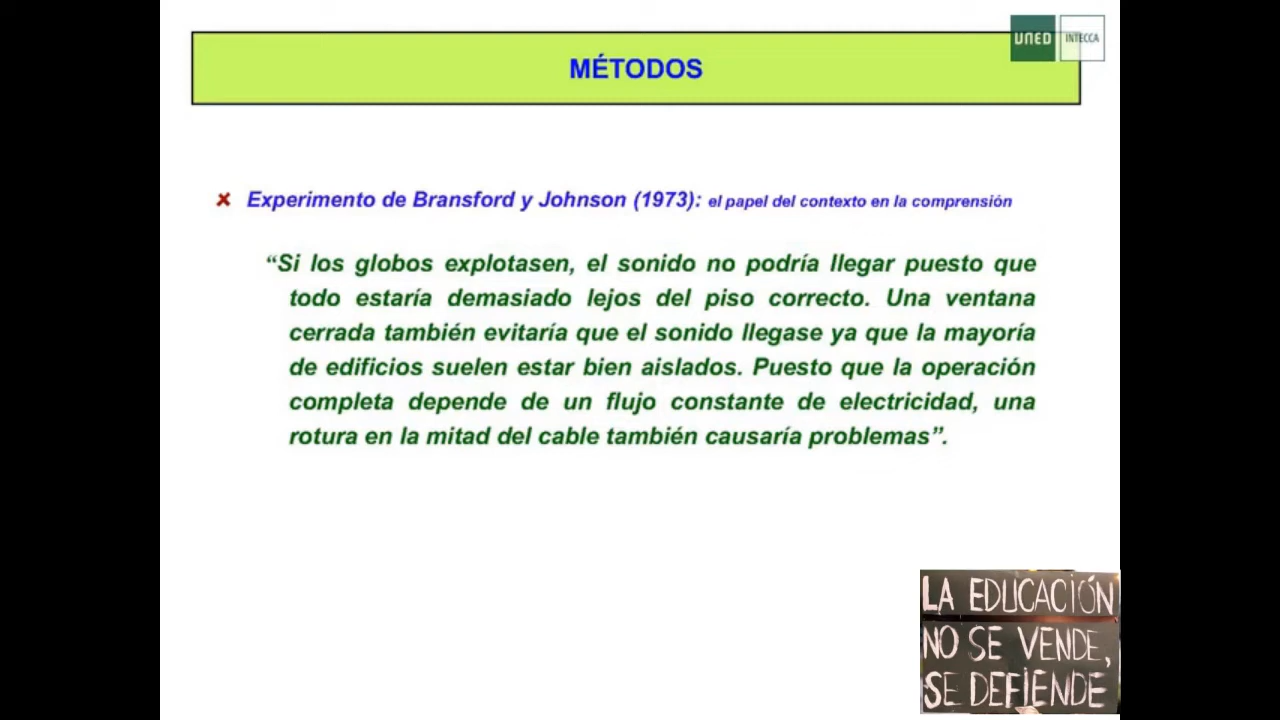 UNED INTECCA
MÉTODOS
Experimento de Bransford y Johnson (1973): el papel del contexto en la comprensión
“Si los globos explotasen, el sonido no podría llegar puesto que
todo estaría demasiado lejos del piso correcto. Una ventana
cerrada también evitaría que el sonido llegase ya que la mayoría
de edificios suelen estar bien aislados. Puesto que la operación
completa depende de un flujo constante de electricidad, una
rotura en la mitad del cable también causaría problemas”.
LA EDUCACIÓN
NO SE VENDE,
SE DEFIENDE